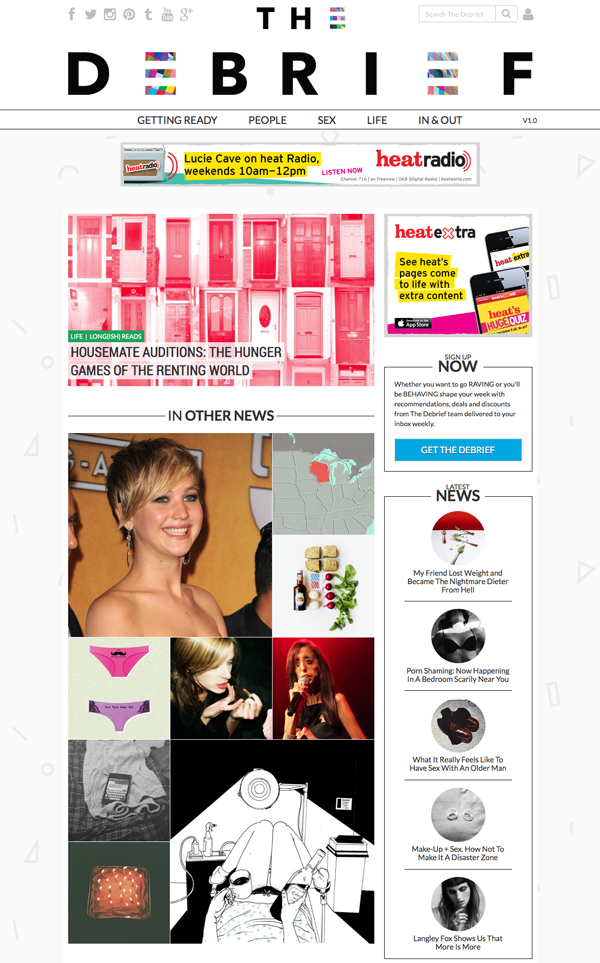 THE
Search The Debrief
DEBRIEF
GETTING READY PEOPLE SEX LIFE IN & OUT V1.0
heatradio
Lucie Cave on heat Radio,
weekends 10am–12pm
LISTEN NOW
heatradio
Channel 718 | on Freeview | DAB (Digital Radio) | heatworld.com
LIFE | LONG(ISH) READS
HOUSEMATE AUDITIONS: THE HUNGER
GAMES OF THE RENTING WORLD
heat extra
See heat's
pages come
to life with
extra content
App Store
heat extra
heat's
HUGE QUIZ
SIGN UP
NOW
Whether you want to go RAVING or you'll
be BEHAVING shape your week with
recommendations, deals and discounts
from The Debrief team delivered to your
inbox weekly.
GET THE DEBRIEF
IN OTHER NEWS
LATEST
NEWS
My Friend Lost Weight and
Became The Nightmare Dieter
From Hell
Porn Shaming: Now Happening
In A Bedroom Scarily Near You
What It Really Feels Like To
Have Sex With An Older Man
Make-Up + Sex. How Not To
Make It A Disaster Zone
Langley Fox Shows Us That
More Is More